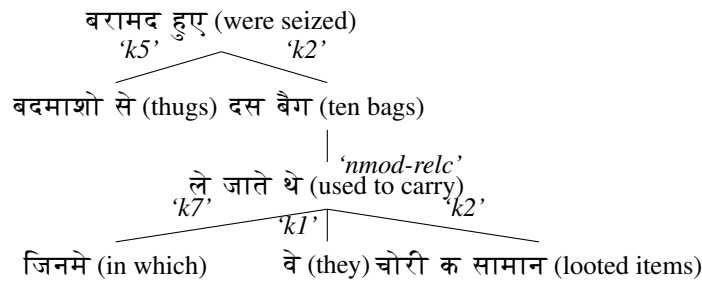 बरामद हुए (were seized)
‘k5’ ‘k2’
बदमाशो से (thugs) दस बैग (ten bags)
‘nmod-relc’
ले जाते थे (used to carry)
‘k7’ ‘k1’ ‘k2’
जिनमे (in which) वे (they) चोरी क सामान (looted items)